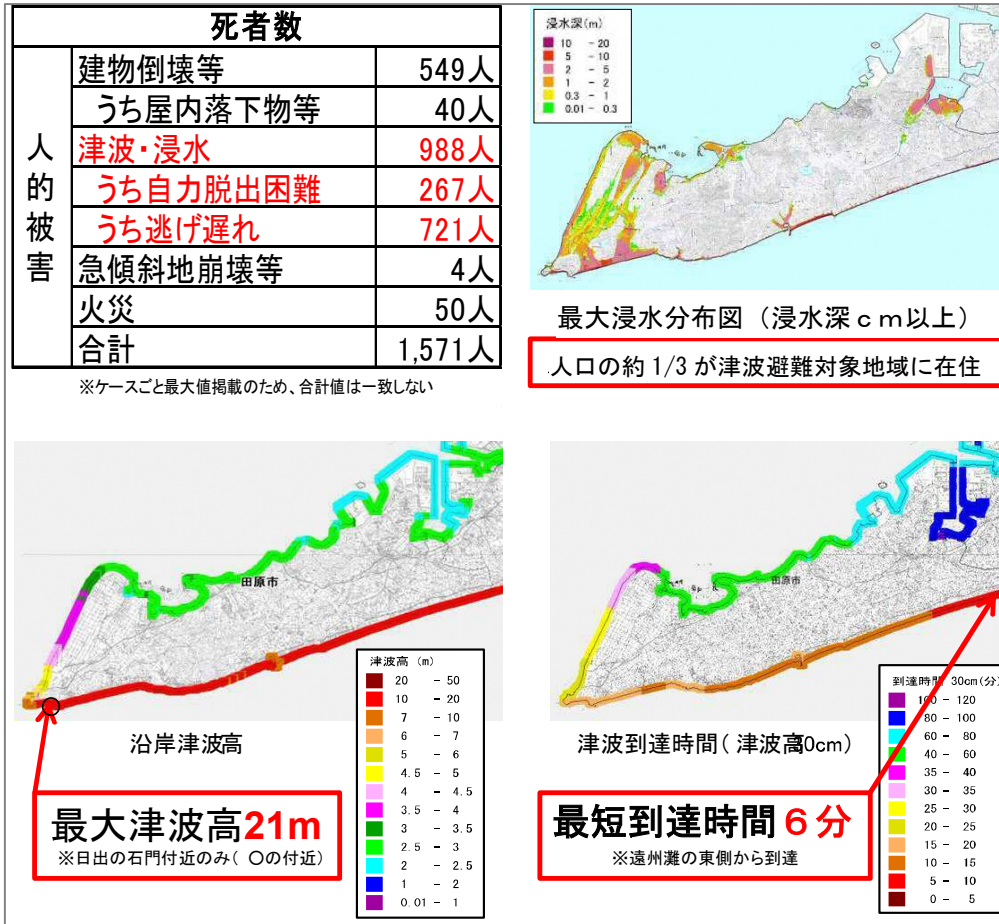 死者数
人的被害
建物倒壊等 549人
うち屋内落下物等 40人
津波・浸水 988人
うち自力脱出困難 267人
うち逃げ遅れ 721人
急傾斜地崩壊等 4人
火災 50人
合計 1,571人
※ケースごと最大値掲載のため、合計値は一致しない
浸水深(m)
10 - 20
5 - 10
2 - 5
1 - 2
0.3 - 1
0.01 - 0.3
最大浸水分布図（浸水深ｃｍ以上）
人口の約1/3が津波避難対象地域に在住
田原市
津波高 (m)
20 - 50
10 - 20
7 - 10
6 - 7
5 - 6
4.5 - 5
4 - 4.5
3.5 - 4
3 - 3.5
2.5 - 3
2 - 2.5
1 - 2
0.01 - 1
沿岸津波高
最大津波高21m
※日出の石門付近のみ( 〇の付近)
田原市
到達時間 30cm(分)
100 - 120
80 - 100
60 - 80
40 - 60
35 - 40
30 - 35
25 - 30
20 - 25
15 - 20
10 - 15
5 - 10
0 - 5
津波到達時間( 津波高30cm)
最短到達時間６分
※遠州灘の東側から到達